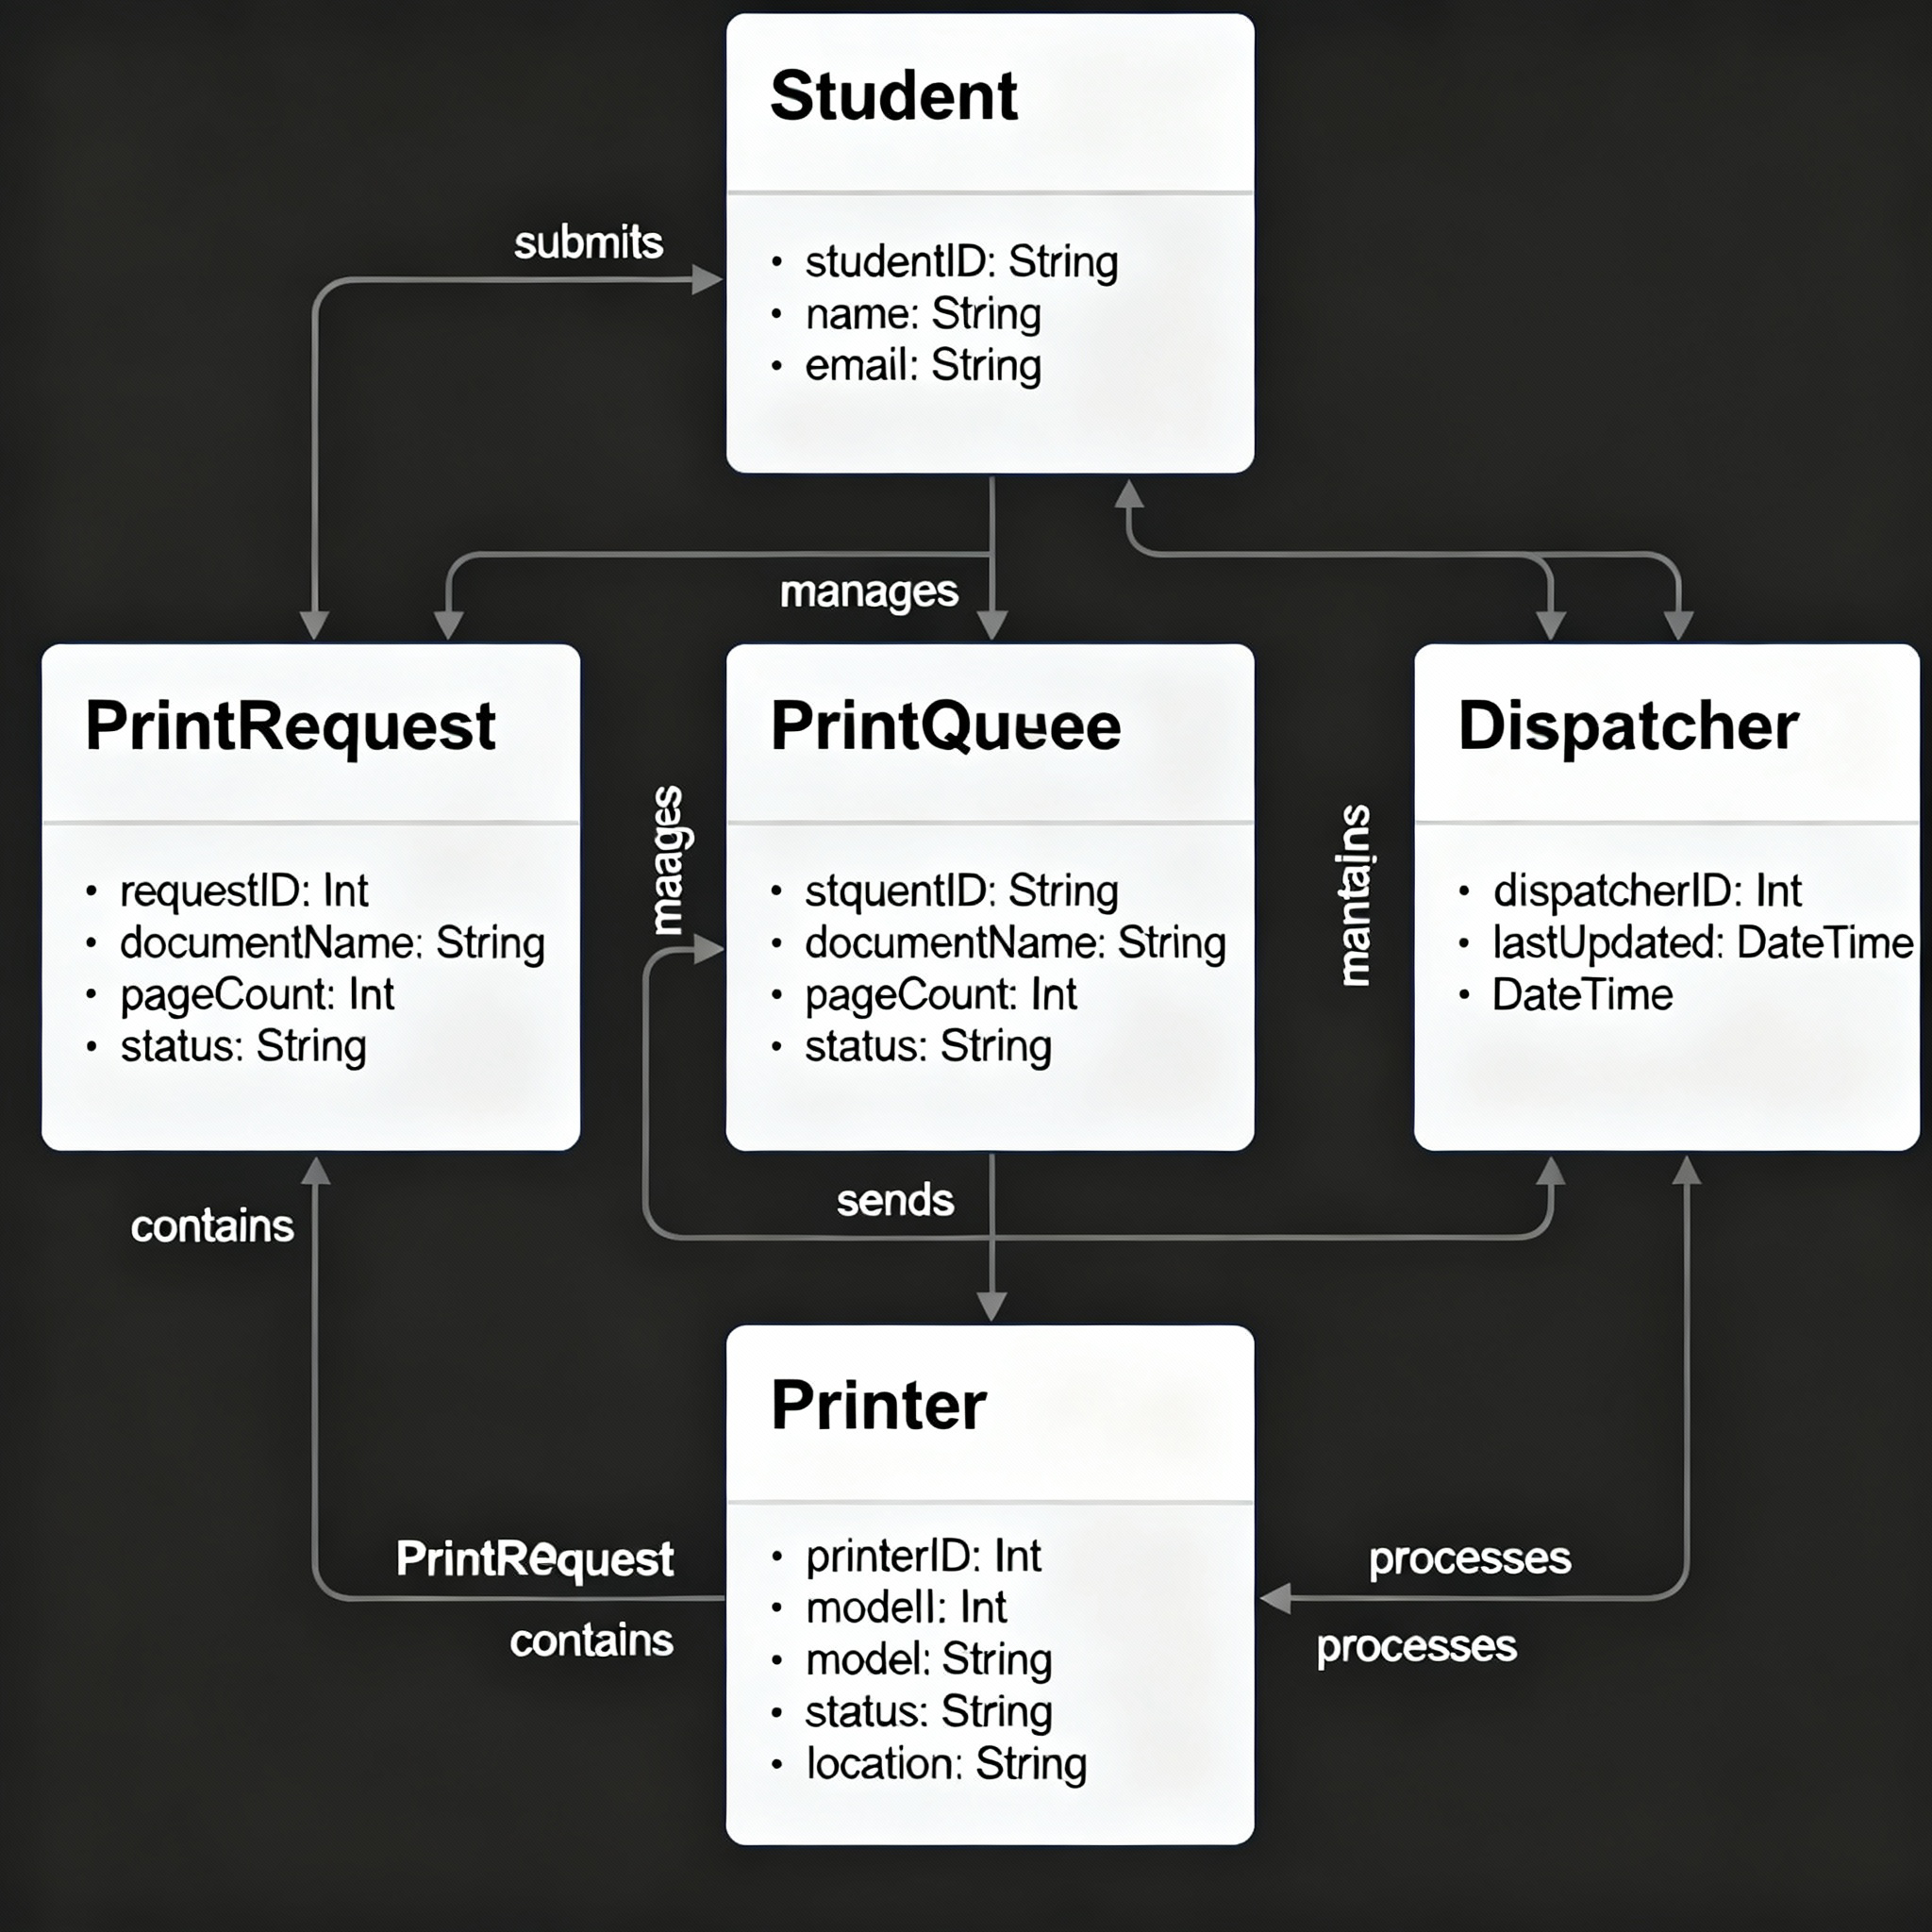 Student
submits
• studentID: String
• name: String
• email: String
manages
PrintRequest
• requestID: Int
• documentName: String
• pageCount: Int
• status: String
maages
PrintQueee
• stquentID: String
• documentName: String
• pageCount: Int
• status: String
mantains
Dispatcher
• dispatcherID: Int
• lastUpdated: DateTime
• DateTime
contains
sends
Printer
• printerID: Int
• modelI: Int
• model: String
• status: String
• location: String
PrintRequest
contains
processes
processes